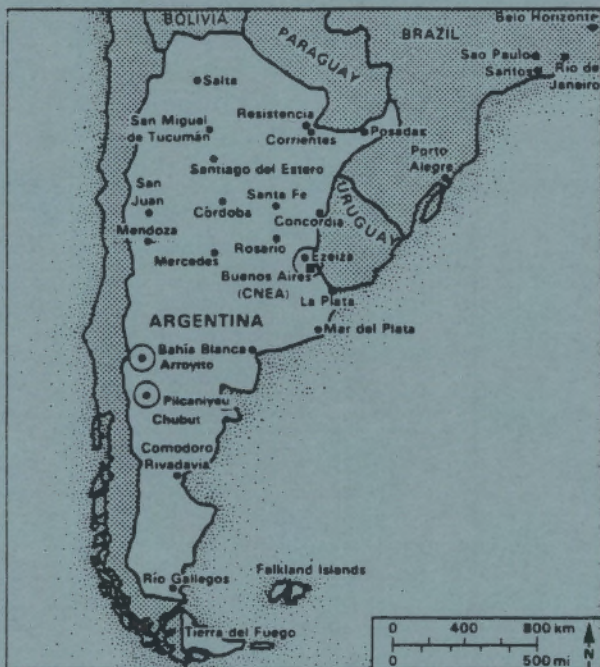 BOLIVIA
PARAGUAY
BRAZIL
Belo Horizonte
Sao Paulo
Santos
Rio de
Janeiro
Salta
San Miguel
de Tucumán
Resistencia
Corrientes
Posadas
Santiago del Estero
Porto
Alegre
San
Juan
Córdoba
Santa Fe
Concordia
URUGUAY
Mendoza
Mercedes
Rosario
Ezeiza
Buenos Aires
(CNEA)
La Plata
ARGENTINA
Mar del Plata
Bahía Blanca
Arroyito
Pilcaniyeu
Chubut
Comodoro
Rivadavia
Río Gallegos
Falkland Islands
Tierra del Fuego
0 400 800 km
0 500 mi
N